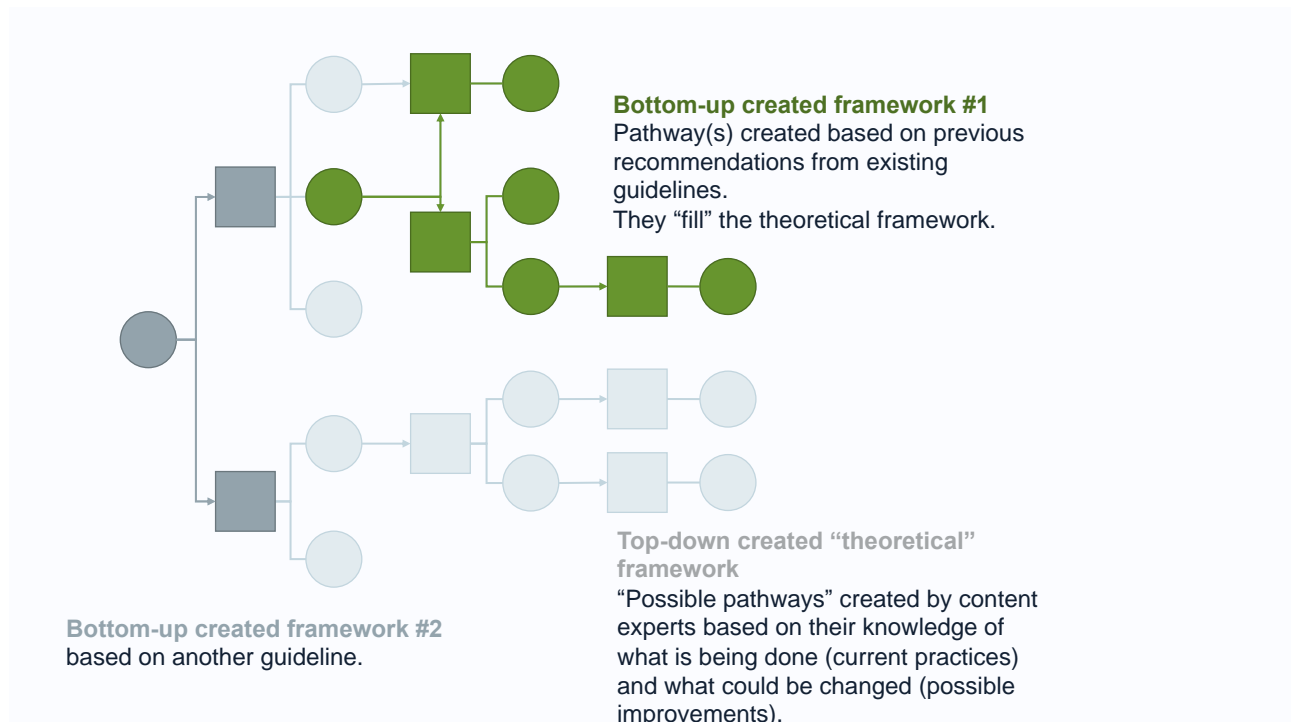 Bottom-up created framework #1
Pathway(s) created based on previous
recommendations from existing
guidelines.
They “fill” the theoretical framework.
Top-down created “theoretical”
framework
“Possible pathways” created by content
experts based on their knowledge of
what is being done (current practices)
and what could be changed (possible
improvements).
Bottom-up created framework #2
based on another guideline.